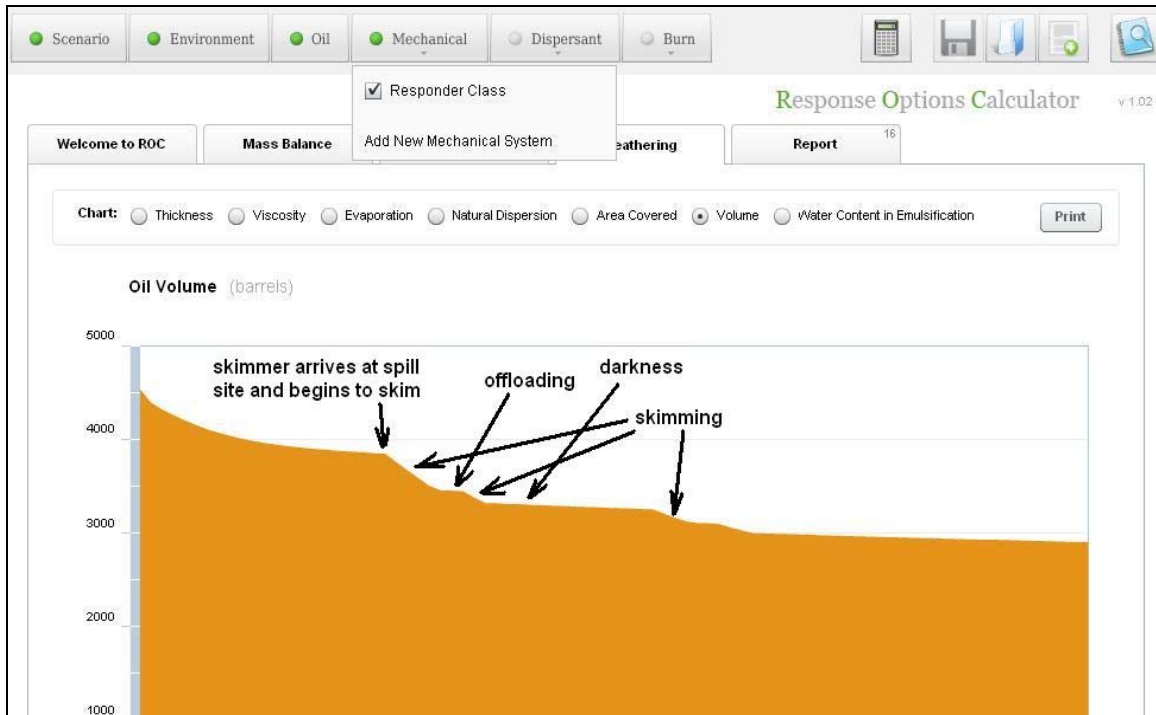 Scenario
Environment
Oil
Mechanical
Dispersant
Burn
Responder Class
Add New Mechanical System
Response Options Calculator
v 1.02
Welcome to ROC
Mass Balance
eathering
Report
16
Chart:
Thickness
Viscosity
Evaporation
Natural Dispersion
Area Covered
Volume
Water Content in Emulsification
Print
Oil Volume (barrels)
5000
4000
3000
2000
1000
skimmer arrives at spill
site and begins to skim
offloading
darkness
skimming